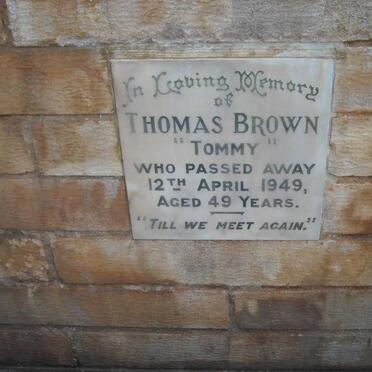 In Loving Memory
of
THOMAS BROWN
"TOMMY"
WHO PASSED AWAY
12TH APRIL 1949,
AGED 49 YEARS.
"TILL WE MEET AGAIN."